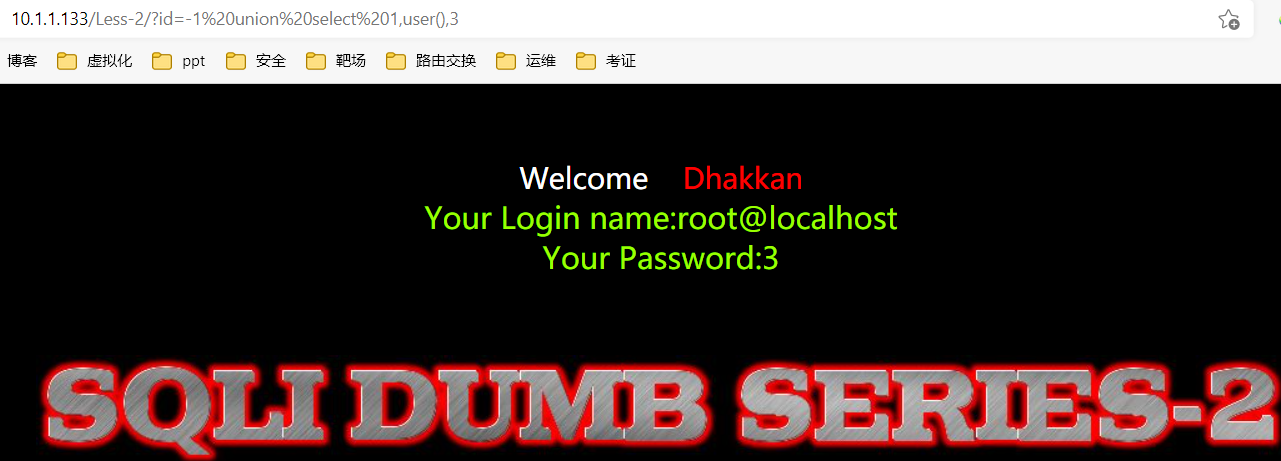 10.1.1.133/Less-2/?id=-1%20union%20select%201,user(),3
博客 虚拟化 ppt 安全 靶场 路由交换 运维 考证
Welcome Dhakkan
Your Login name:root@localhost
Your Password:3
SQLI DUMB SERIES-2